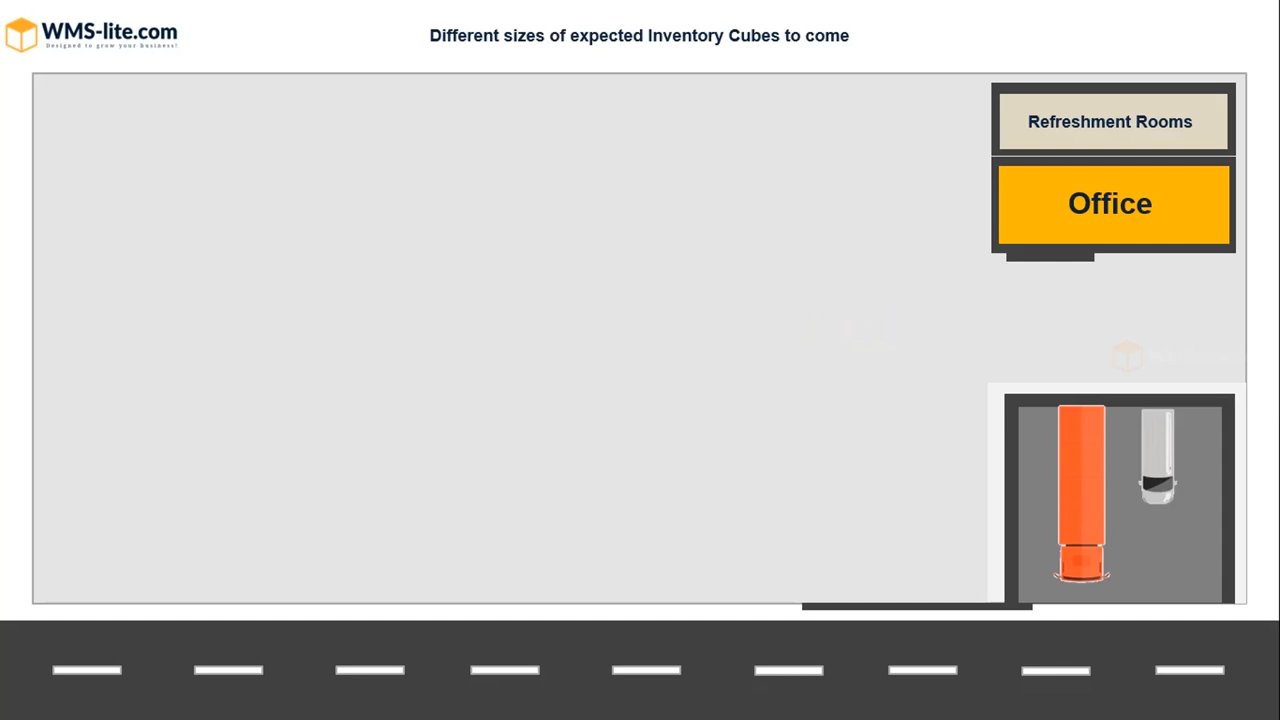 WMS-lite.com
Designed to grow your business!
Different sizes of expected Inventory Cubes to come
Refreshment Rooms
Office